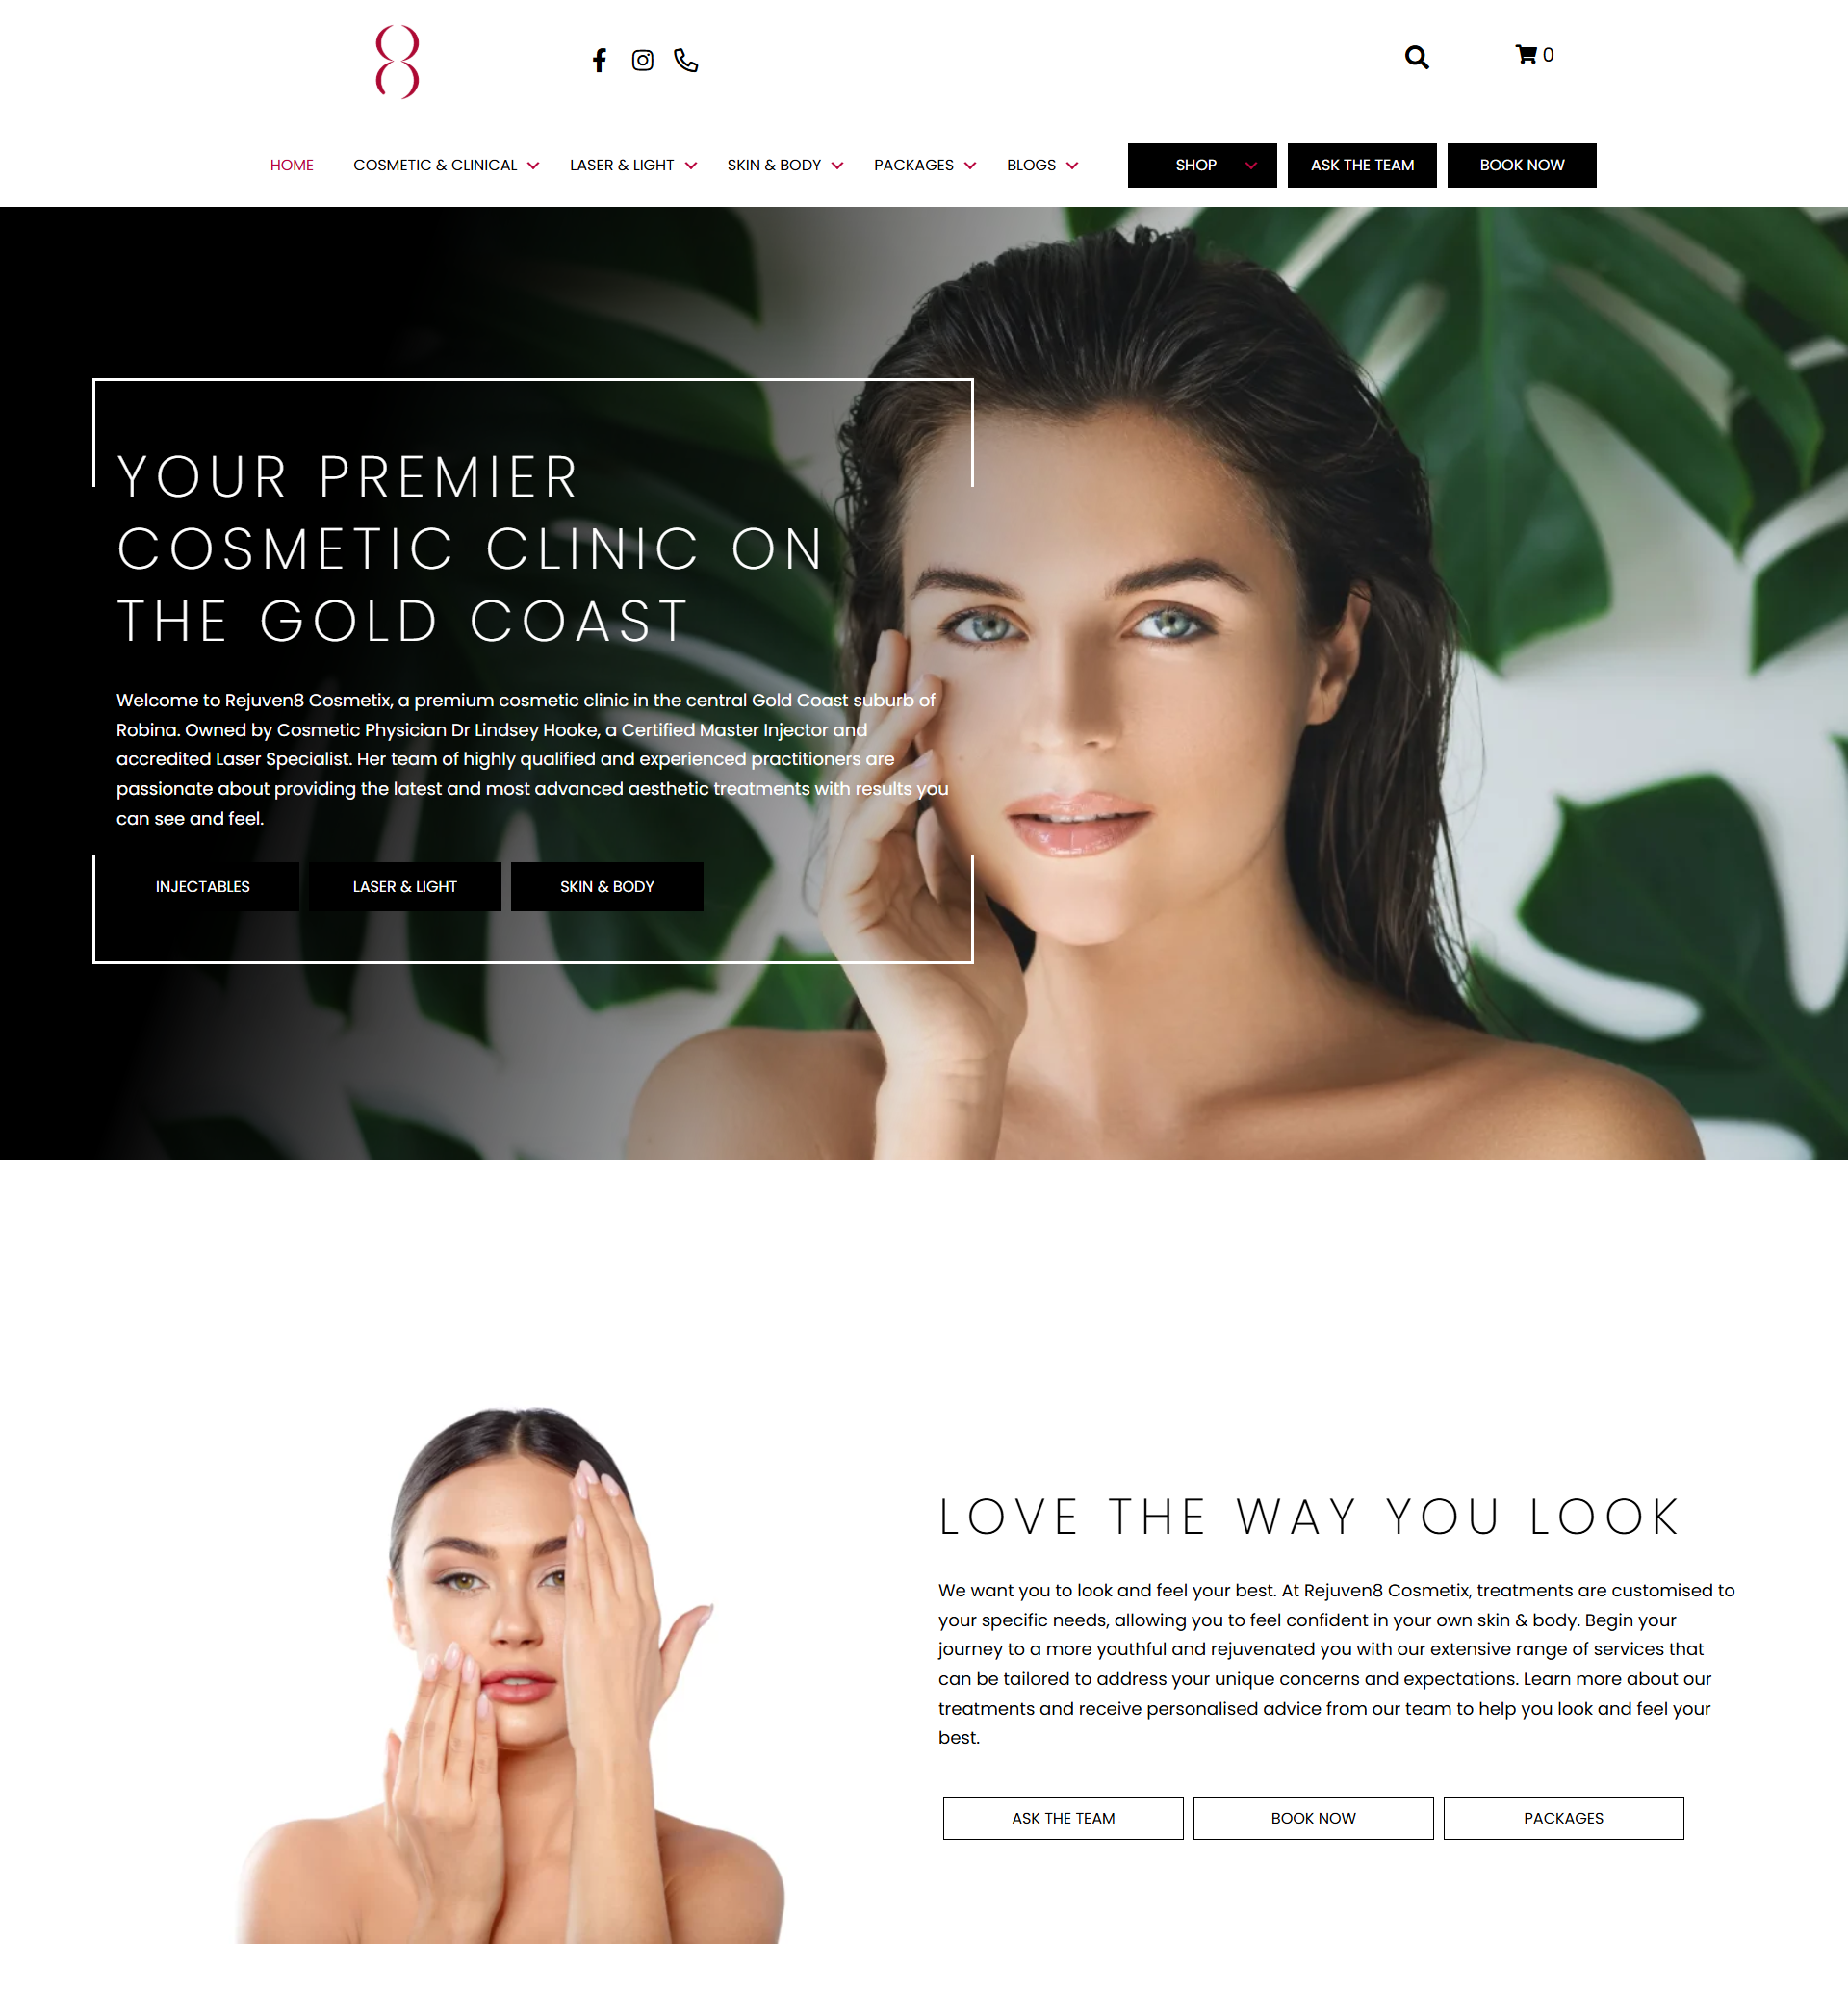 8
0
HOME
COSMETIC & CLINICAL
LASER & LIGHT
SKIN & BODY
PACKAGES
BLOGS
SHOP
ASK THE TEAM
BOOK NOW
YOUR PREMIER
COSMETIC CLINIC ON
THE GOLD COAST
Welcome to Rejuven8 Cosmetix, a premium cosmetic clinic in the central Gold Coast suburb of
Robina. Owned by Cosmetic Physician Dr Lindsey Hooke, a Certified Master Injector and
accredited Laser Specialist. Her team of highly qualified and experienced practitioners are
passionate about providing the latest and most advanced aesthetic treatments with results you
can see and feel.
INJECTABLES
LASER & LIGHT
SKIN & BODY
LOVE THE WAY YOU LOOK
We want you to look and feel your best. At Rejuven8 Cosmetix, treatments are customised to
your specific needs, allowing you to feel confident in your own skin & body. Begin your
journey to a more youthful and rejuvenated you with our extensive range of services that
can be tailored to address your unique concerns and expectations. Learn more about our
treatments and receive personalised advice from our team to help you look and feel your
best.
ASK THE TEAM
BOOK NOW
PACKAGES